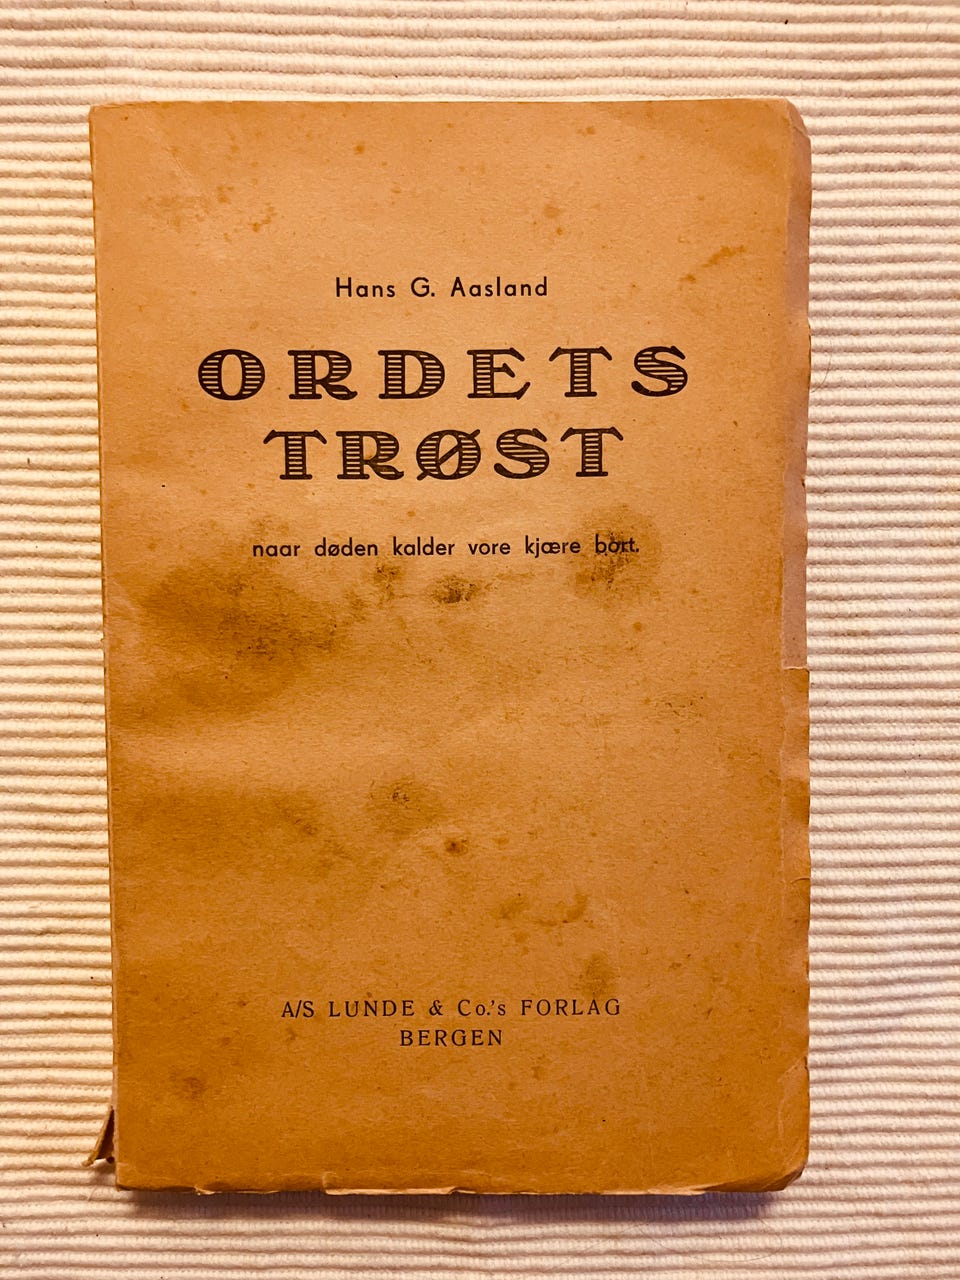 Hans G. Aasland
ORDETS
TRØST
naar døden kalder vore kjære bort.
A/S LUNDE & Co.'s FORLAG
BERGEN